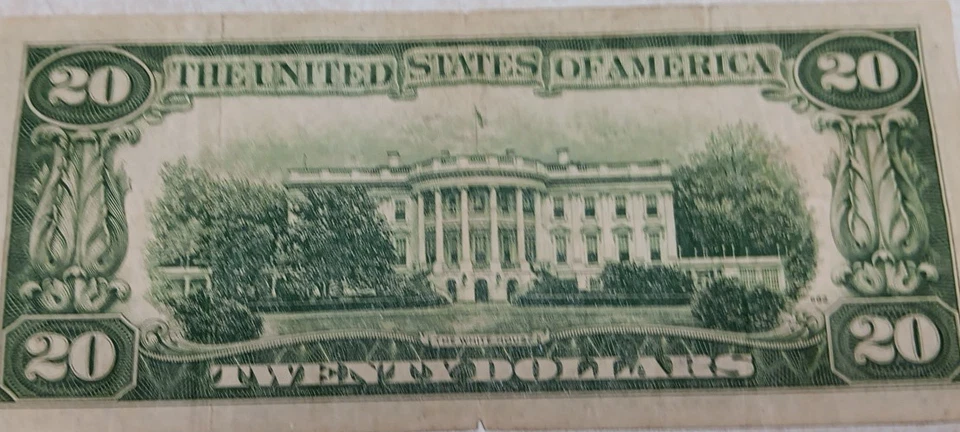 20 THE UNITED STATES OF AMERICA 20
THE WHITE HOUSE
20 TWENTY DOLLARS 20